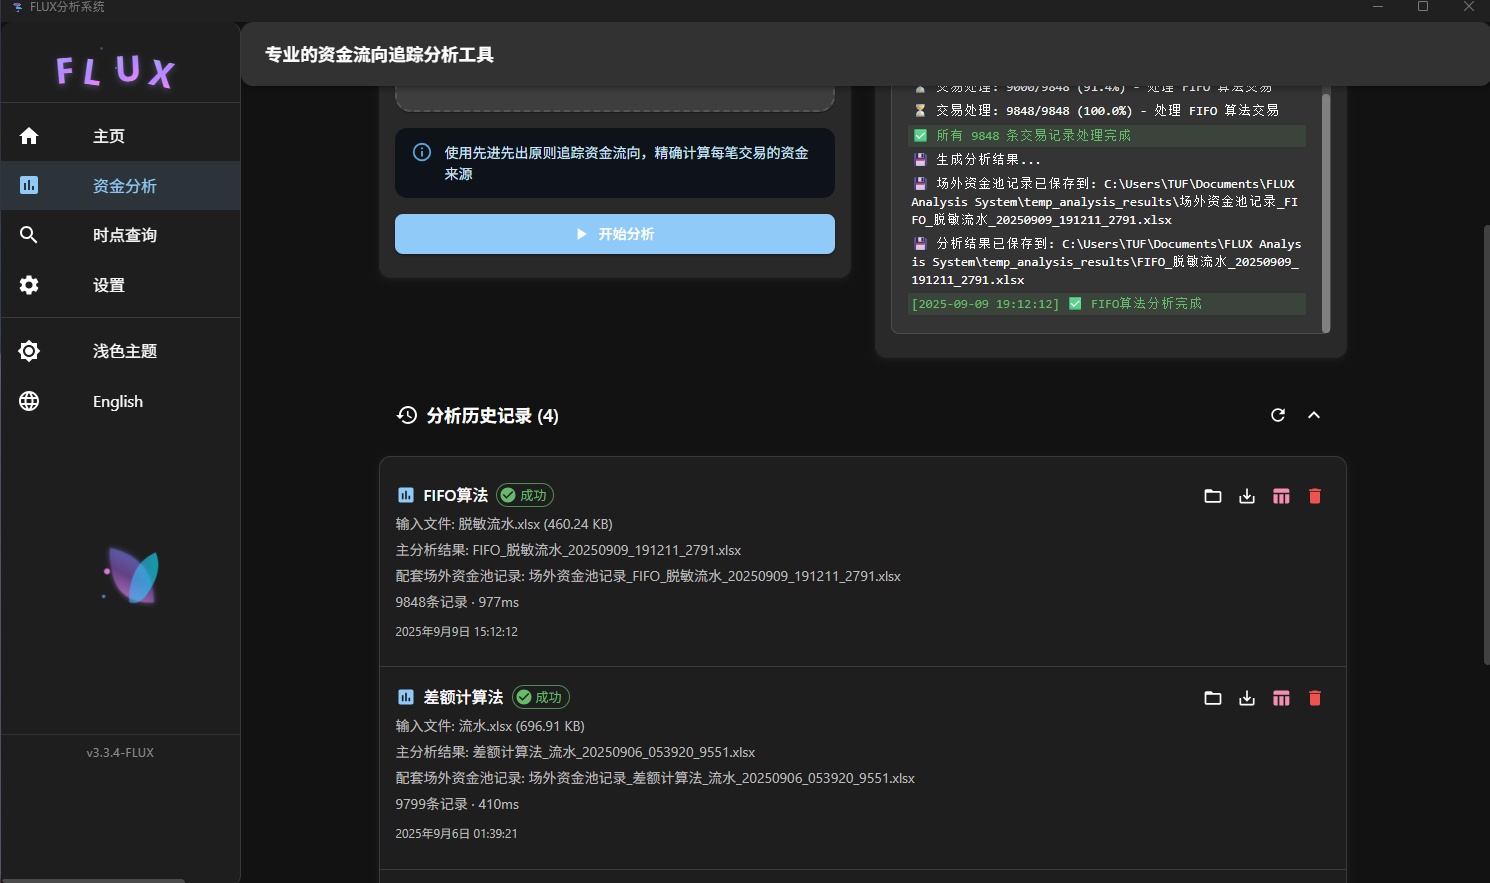 FLUX分析系统
FLUX
专业的资金流向追踪分析工具
主页
资金分析
时点查询
设置
浅色主题
English
v3.3.4-FLUX
使用先进先出原则追踪资金流向，精确计算每笔交易的资金
来源
开始分析
⏳ 交易处理: 9000/9848 (91.4%) - 处理 FIFO 算法交易
⏳ 交易处理: 9848/9848 (100.0%) - 处理 FIFO 算法交易
✅ 所有 9848 条交易记录处理完成
💾 生成分析结果...
💾 场外资金池记录已保存到: C:\Users\TUF\Documents\FLUX
Analysis System\temp_analysis_results\场外资金池记录_FI
FO_脱敏流水_20250909_191211_2791.xlsx
💾 分析结果已保存到: C:\Users\TUF\Documents\FLUX Analys
is System\temp_analysis_results\FIFO_脱敏流水_20250909_
191211_2791.xlsx
[2025-09-09 19:12:12] ✅ FIFO算法分析完成
分析历史记录 (4)
FIFO算法 成功
输入文件: 脱敏流水.xlsx (460.24 KB)
主分析结果: FIFO_脱敏流水_20250909_191211_2791.xlsx
配套场外资金池记录: 场外资金池记录_FIFO_脱敏流水_20250909_191211_2791.xlsx
9848条记录 · 977ms
2025年9月9日 15:12:12
差额计算法 成功
输入文件: 流水.xlsx (696.91 KB)
主分析结果: 差额计算法_流水_20250906_053920_9551.xlsx
配套场外资金池记录: 场外资金池记录_差额计算法_流水_20250906_053920_9551.xlsx
9799条记录 · 410ms
2025年9月6日 01:39:21